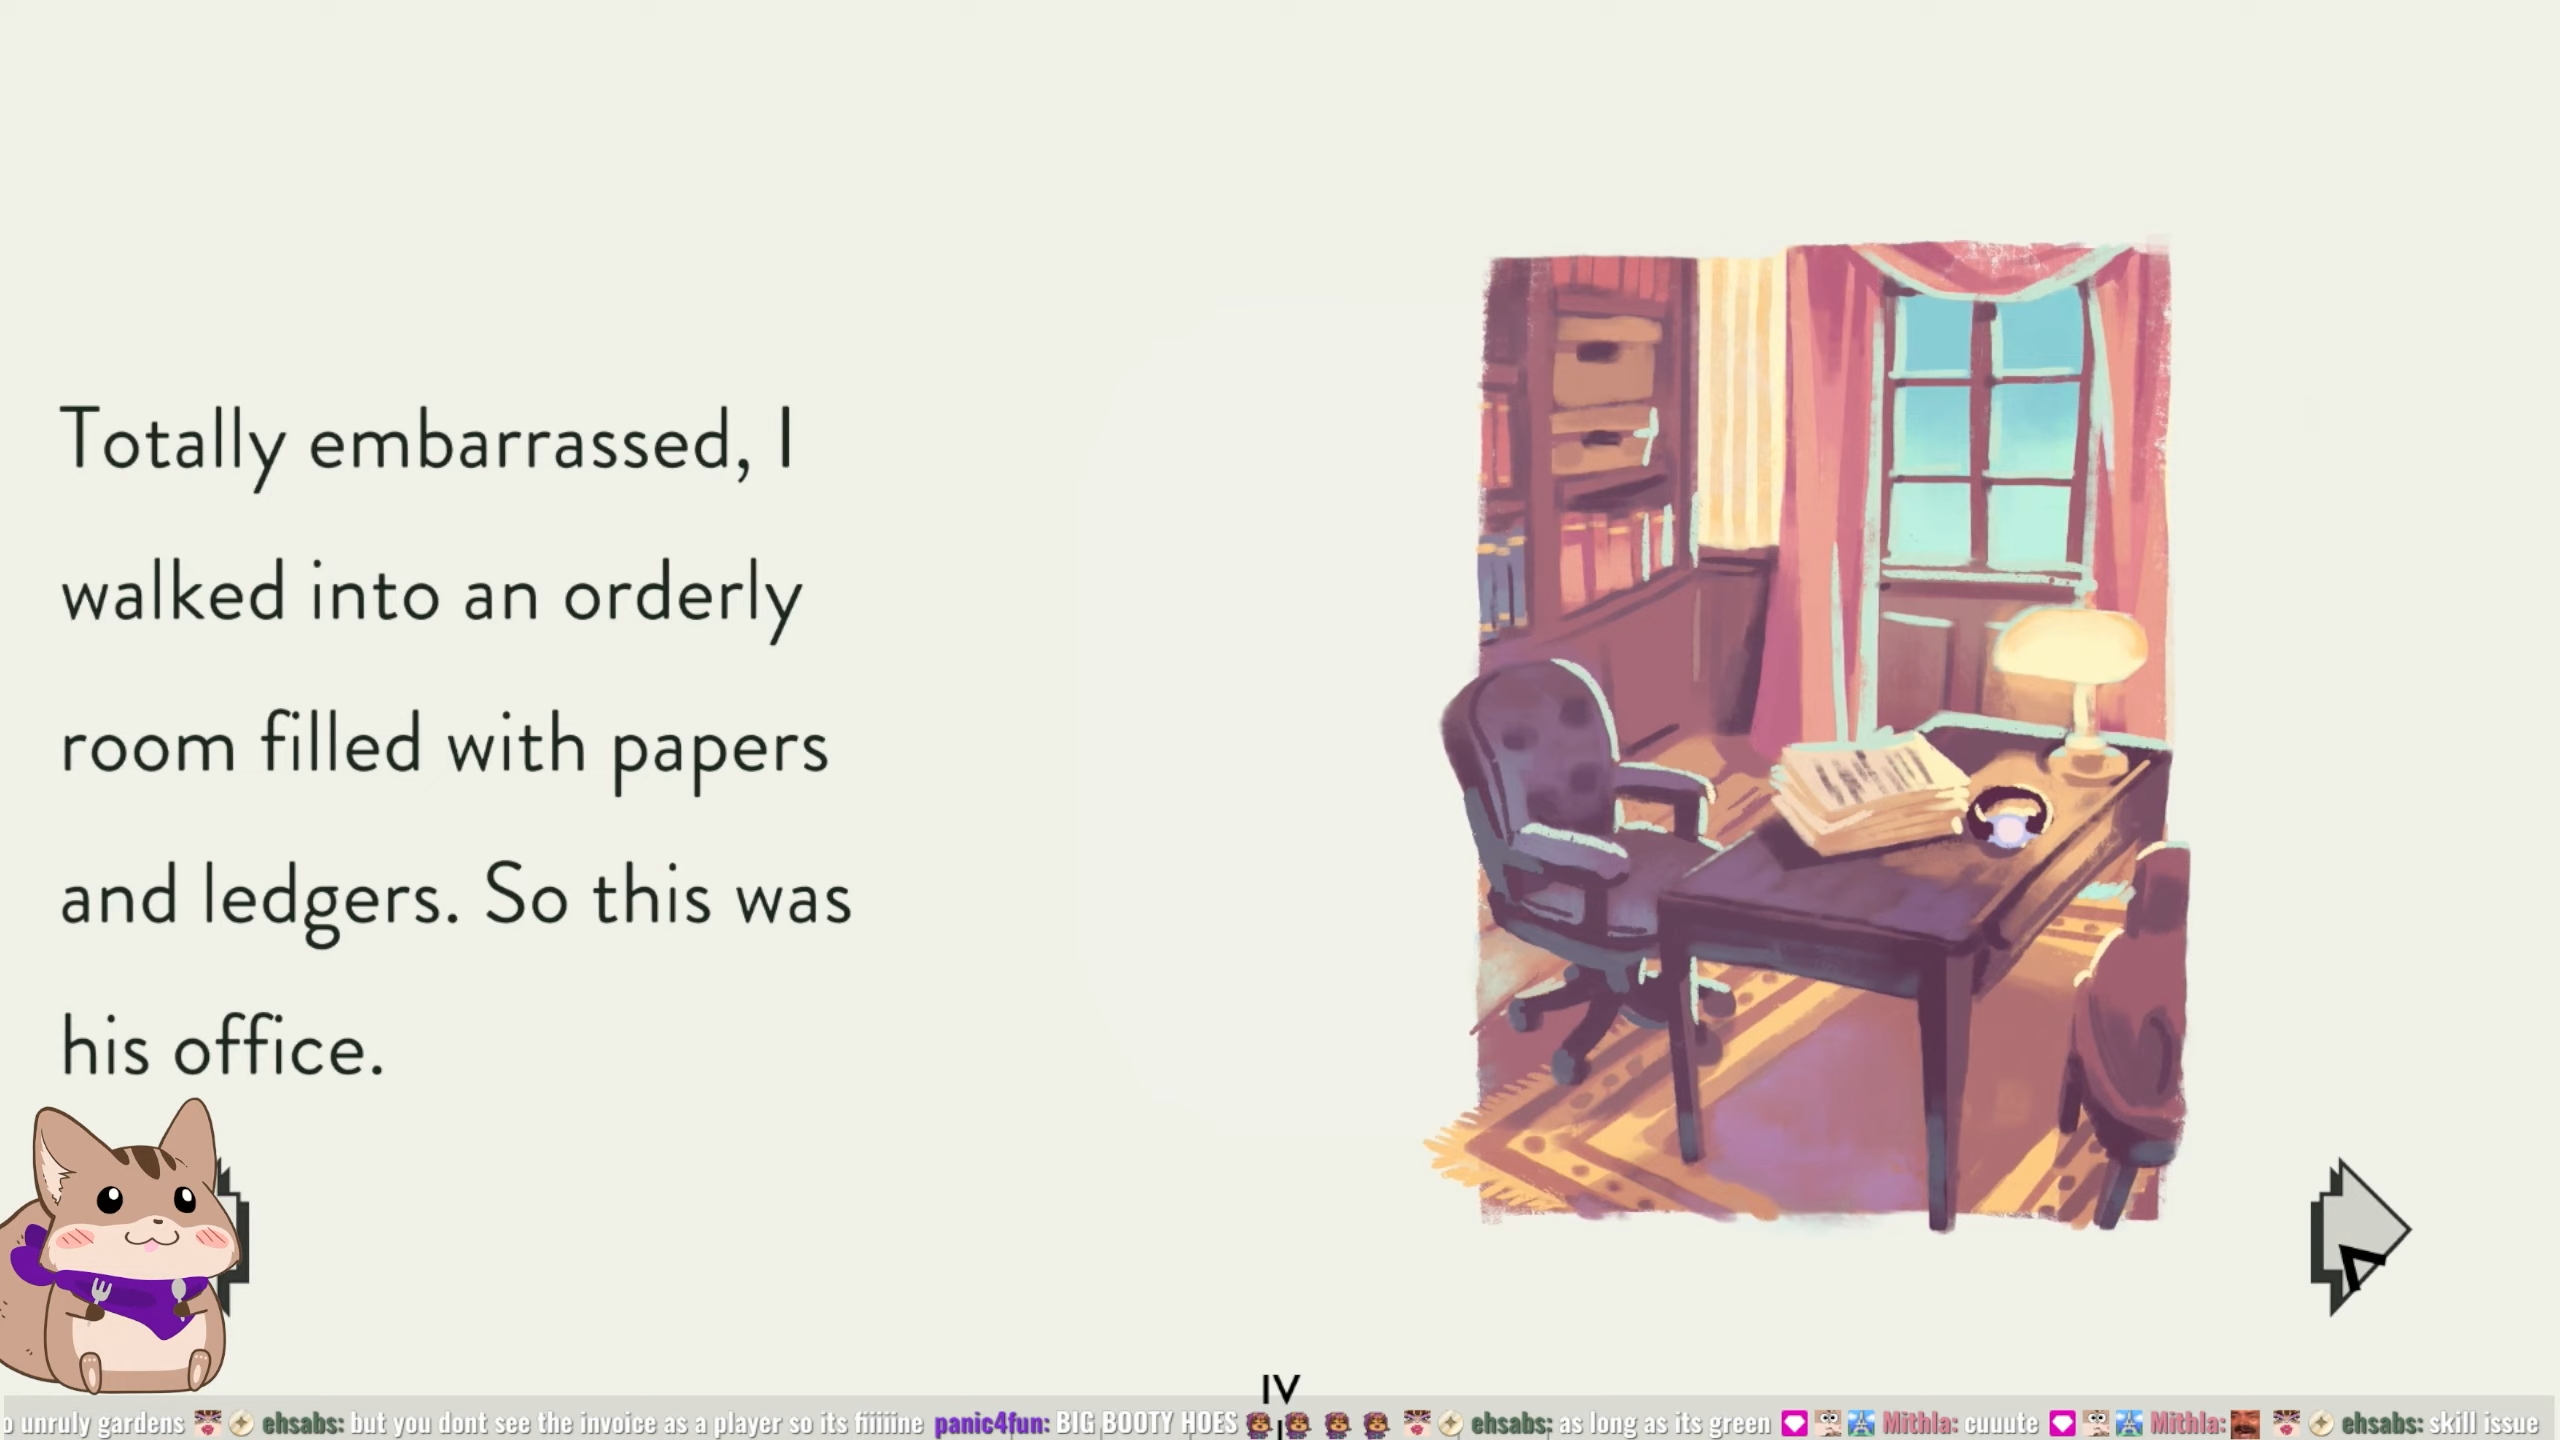 Totally embarrassed, I
walked into an orderly
room filled with papers
and ledgers. So this was
his office.
IV
o unruly gardens ehsabs: but you dont see the invoice as a player so its fiiiiine panic4fun: BIG BOOTY HOES ehsabs: as long as its green Mithla: cuuute Mithla: ehsabs: skill issue